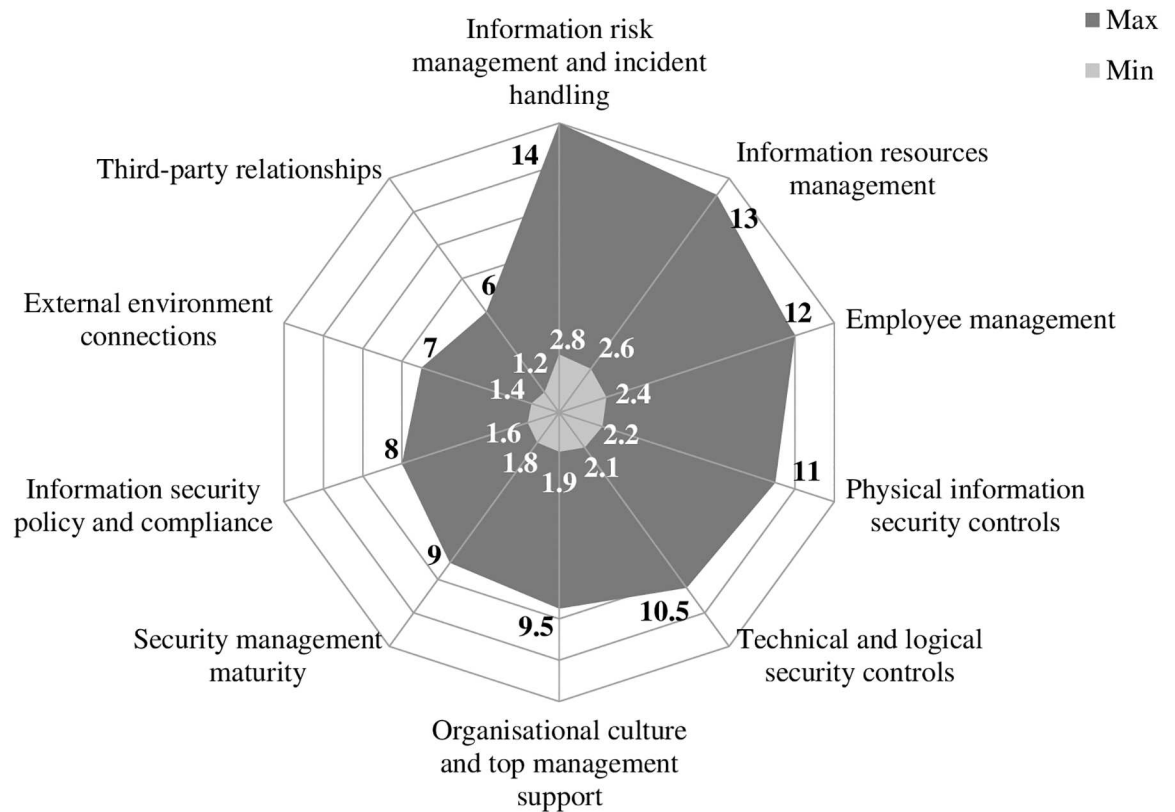 Max
Min
Information risk
management and incident
handling
Information resources
management
Employee management
Physical information
security controls
Technical and logical
security controls
Organisational culture
and top management
support
Security management
maturity
Information security
policy and compliance
External environment
connections
Third-party relationships
14
13
12
11
10.5
9.5
9
8
7
6
2.8
2.6
2.4
2.2
2.1
1.9
1.8
1.6
1.4
1.2